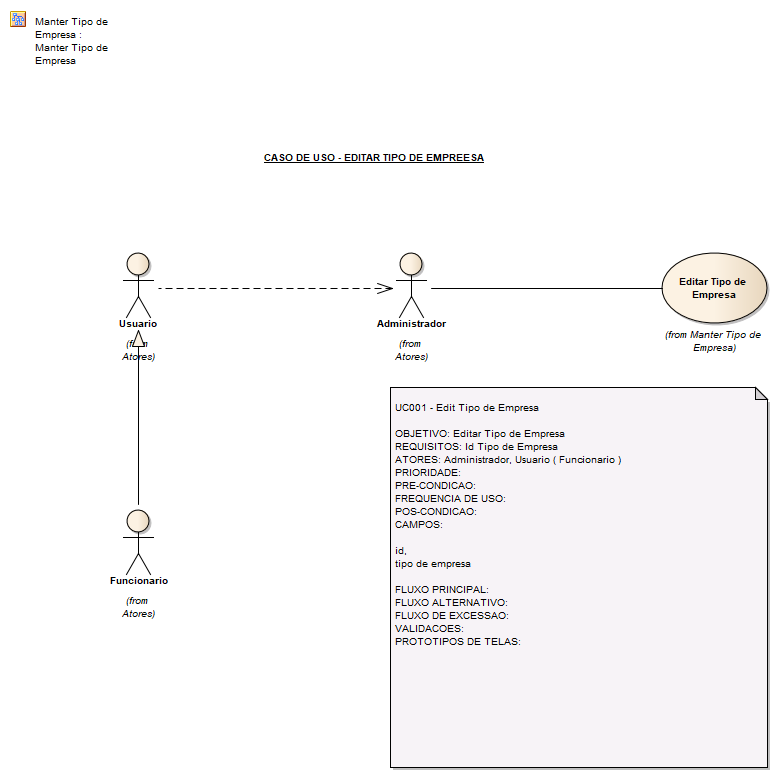 Manter Tipo de
Empresa :
Manter Tipo de
Empresa
CASO DE USO - EDITAR TIPO DE EMPREESA
Editar Tipo de
Empresa
Usuario
Administrador
(from
Atores)
(from
Atores)
(from Manter Tipo de
Empresa)
UC001 - Edit Tipo de Empresa
OBJETIVO: Editar Tipo de Empresa
REQUISITOS: Id Tipo de Empresa
ATORES: Administrador, Usuario ( Funcionario )
PRIORIDADE:
PRE-CONDICAO:
FREQUENCIA DE USO:
POS-CONDICAO:
CAMPOS:
id,
tipo de empresa
FLUXO PRINCIPAL:
FLUXO ALTERNATIVO:
FLUXO DE EXCESSAO:
VALIDACOES:
PROTOTIPOS DE TELAS:
Funcionario
(from
Atores)